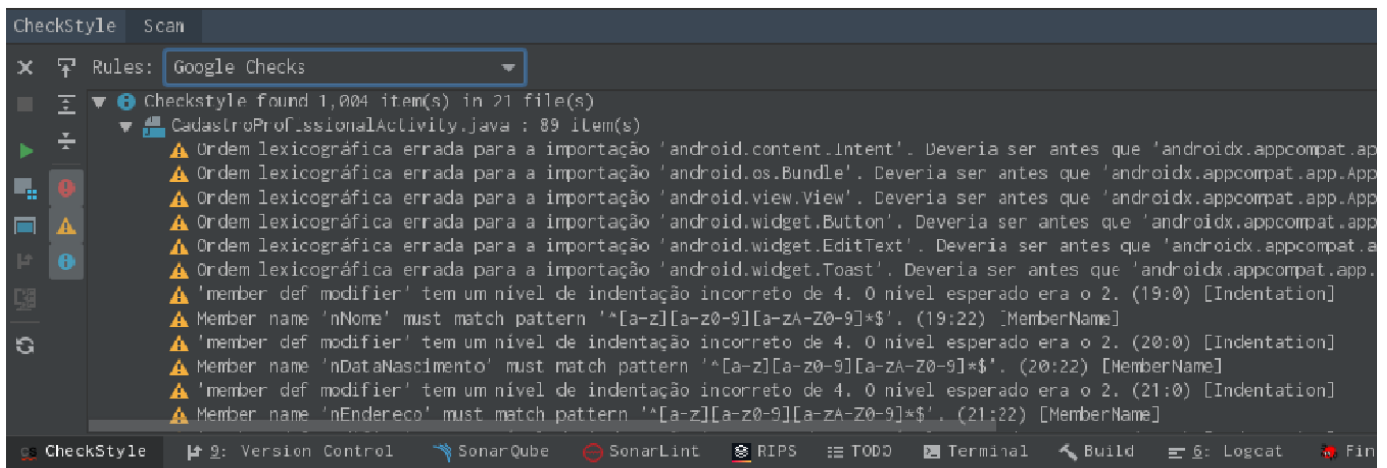 CheckStyle Scan
Rules: Google Checks
Checkstyle found 1,004 item(s) in 21 file(s)
CadastroProfissionalActivity.java : 89 item(s)
Ordem lexicográfica errada para a importação 'android.content.Intent'. Deveria ser antes que 'androidx.appcompat.ap
Ordem lexicográfica errada para a importação 'android.os.Bundle'. Deveria ser antes que 'androidx.appcompat.app.App
Ordem lexicográfica errada para a importação 'android.view.View'. Deveria ser antes que 'androidx.appcompat.app.App
Ordem lexicográfica errada para a importação 'android.widget.Button'. Deveria ser antes que 'androidx.appcompat.app
Ordem lexicográfica errada para a importação 'android.widget.EditText'. Deveria ser antes que 'androidx.appcompat.a
Ordem lexicográfica errada para a importação 'android.widget.Toast'. Deveria ser antes que 'androidx.appcompat.app.
'member def modifier' tem um nível de indentação incorreto de 4. O nível esperado era o 2. (19:0) [Indentation]
Member name 'nNome' must match pattern '^[a-z][a-z0-9][a-zA-Z0-9]*$'. (19:22) [MemberName]
'member def modifier' tem um nível de indentação incorreto de 4. O nível esperado era o 2. (20:0) [Indentation]
Member name 'nDataNascimento' must match pattern '^[a-z][a-z0-9][a-zA-Z0-9]*$'. (20:22) [MemberName]
'member def modifier' tem um nível de indentação incorreto de 4. O nível esperado era o 2. (21:0) [Indentation]
Member name 'nEndereco' must match pattern '^[a-z][a-z0-9][a-zA-Z0-9]*$'. (21:22) [MemberName]
CS CheckStyle 9: Version Control SonarQube SonarLint RIPS TODO Terminal Build 6: Logcat Fin